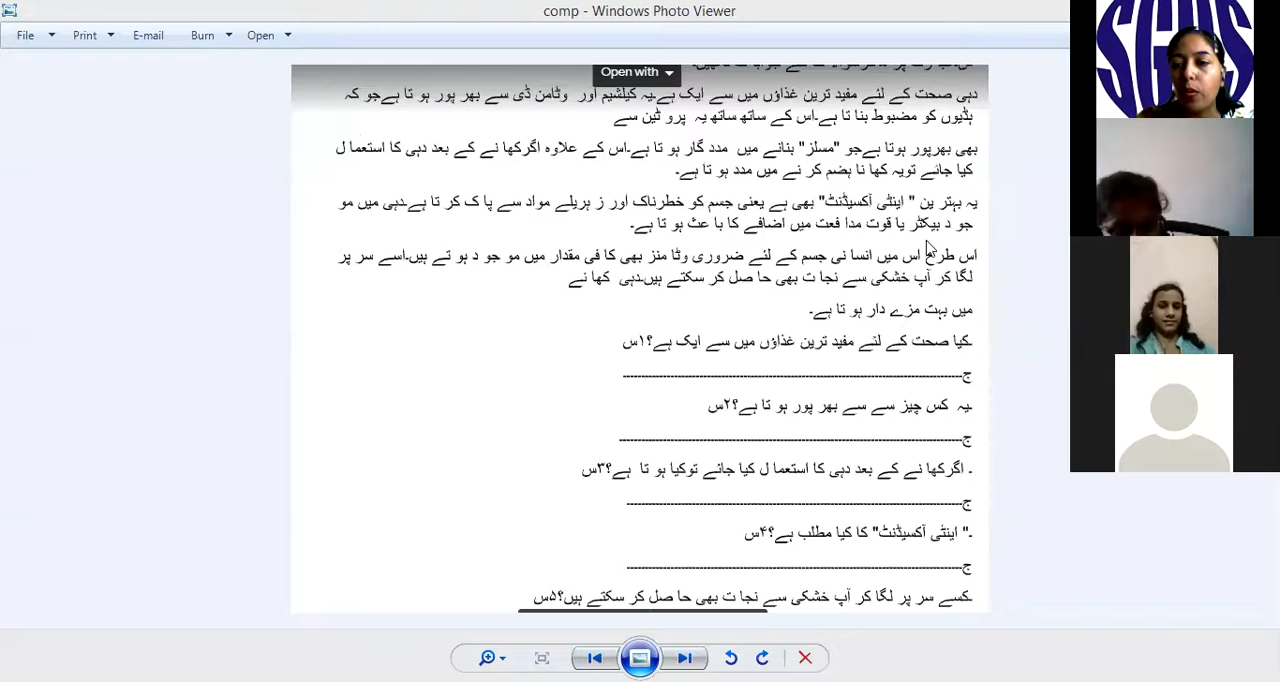 comp - Windows Photo Viewer
File Print E-mail Burn Open
SGHS
Open with
دہی صحت کے لئے مفید ترین غذاؤں میں سے ایک ہے۔یہ کیلشیم اور وٹامن ڈی سے بھر پور ہو تا ہےجو کہ
ہڈیوں کو مضبوط بنا تا ہے۔اس کے ساتھ ساتھ یہ پرو ٹین سے
بھی بھرپور ہوتا ہےجو "مسلز" بنانے میں مدد گار ہو تا ہے۔اس کے علاوہ اگرکھا نے کے بعد دہی کا استعما ل
کیا جائے تویہ کھا نا ہضم کر نے میں مدد ہو تا ہے۔
یہ بہتر ین " اینٹی آکسیڈنٹ" بھی ہے یعنی جسم کو خطرناک اور ز ہریلے مواد سے پا ک کر تا ہے۔دہی میں مو
جو د بیکٹر یا قوت مدا فعت میں اضافے کا با عث ہو تا ہے۔
اس طرح اس میں انسا نی جسم کے لئے ضروری وٹا منز بھی کا فی مقدار میں مو جو د ہو تے ہیں۔اسے سر پر
لگا کر آپ خشکی سے نجا ت بھی حا صل کر سکتے ہیں۔دہی کھا نے
میں بہت مزے دار ہو تا ہے۔
۔کیا صحت کے لئے مفید ترین غذاؤں میں سے ایک ہے؟۱س
ج---------------------------------------------------------------
۔یہ کس چیز سے سے بھر پور ہو تا ہے؟۲س
ج---------------------------------------------------------------
۔ اگرکھا نے کے بعد دہی کا استعما ل کیا جائے توکیا ہو تا ہے؟۳س
ج---------------------------------------------------------------
۔" اینٹی آکسیڈنٹ" کا کیا مطلب ہے؟۴س
ج---------------------------------------------------------------
۔کسے سر پر لگا کر آپ خشکی سے نجا ت بھی حا صل کر سکتے ہیں؟۵س